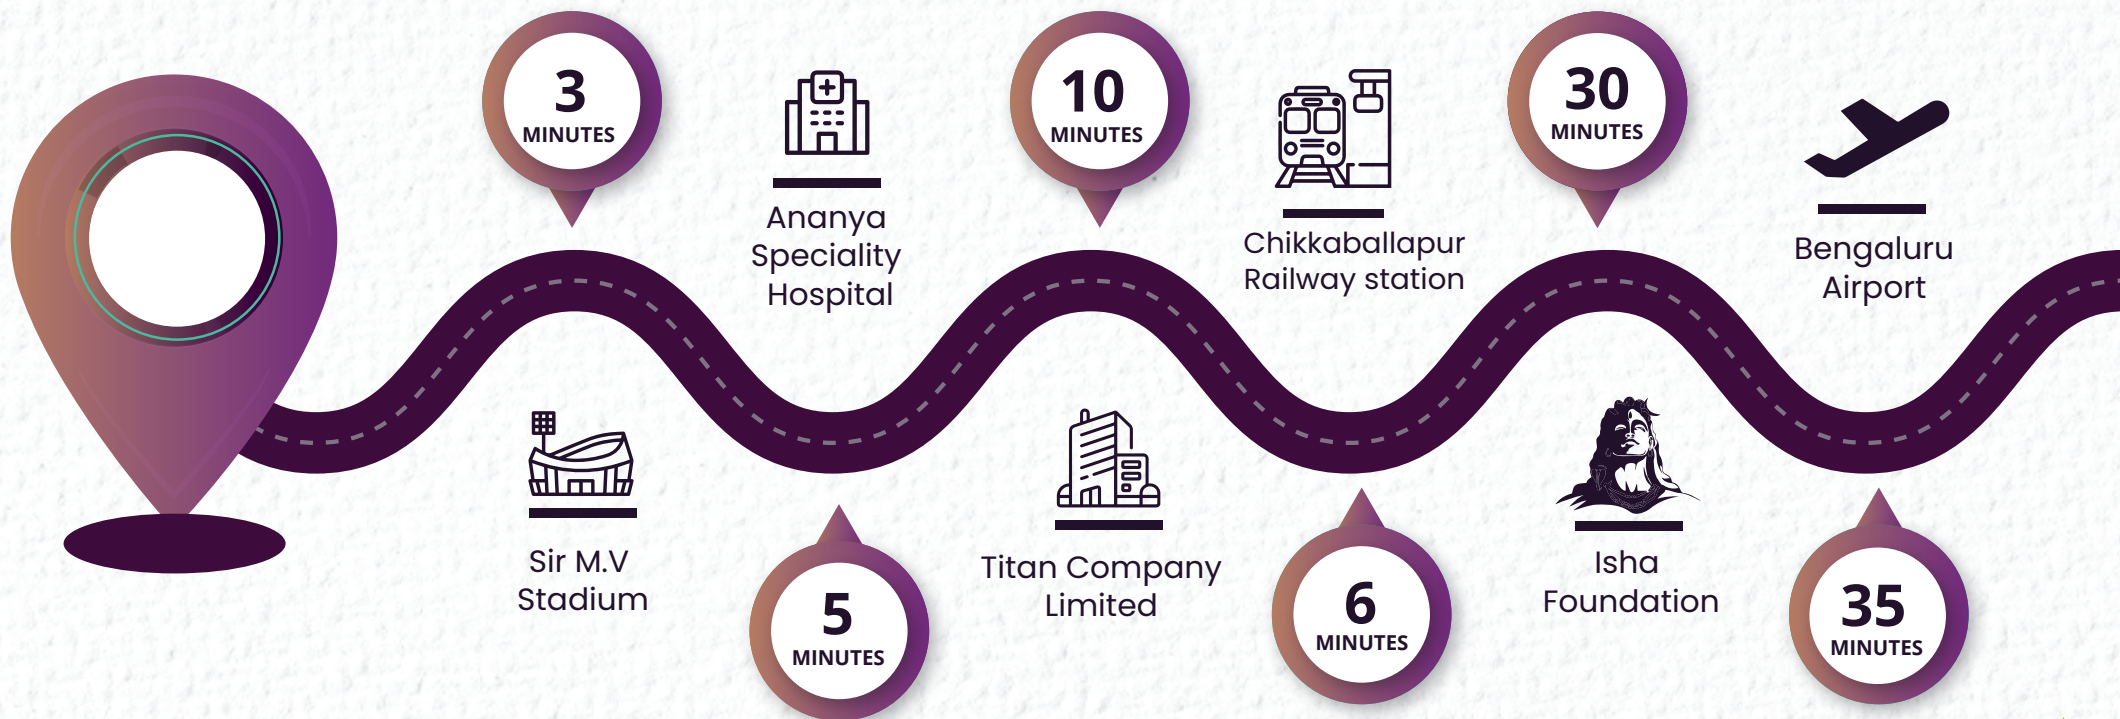 3
MINUTES
Sir M.V
Stadium
Ananya
Speciality
Hospital
5
MINUTES
10
MINUTES
Titan Company
Limited
Chikkaballapur
Railway station
6
MINUTES
30
MINUTES
Isha
Foundation
Bengaluru
Airport
35
MINUTES